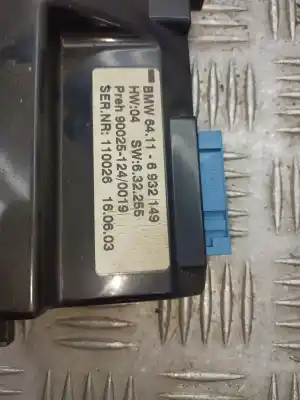 BMW 64.11 - 6 932 149
HW:04 SW:6.32.255
Preh 90025-124/0019
SER.NR: 110026 16.06.03